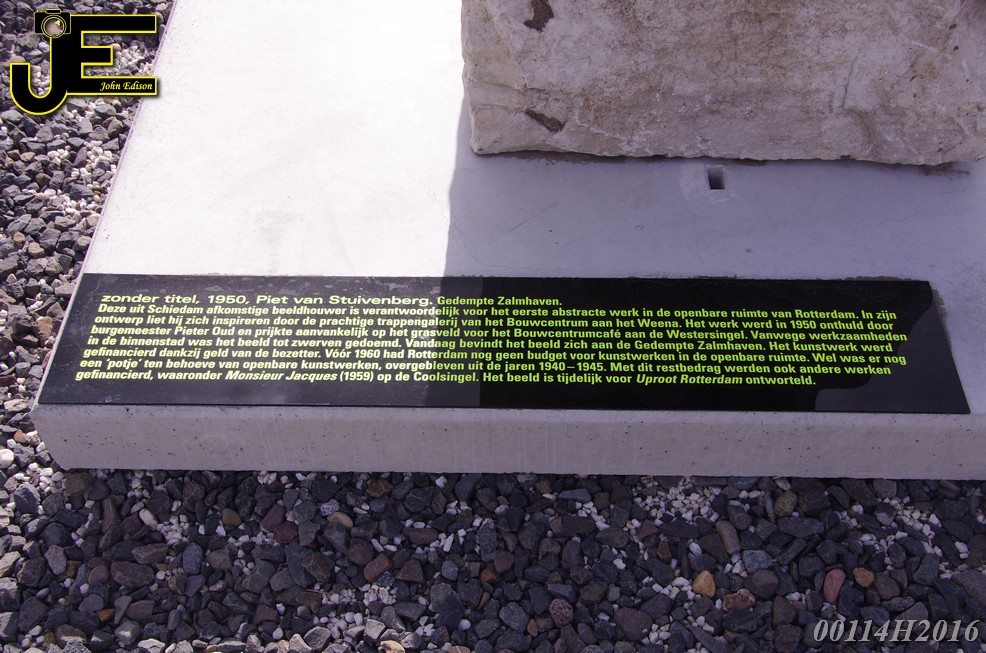 JE
John Edison
zonder titel, 1950, Piet van Stuivenberg. Gedempte Zalmhaven.
Deze uit Schiedam afkomstige beeldhouwer is verantwoordelijk voor het eerste abstracte werk in de openbare ruimte van Rotterdam. In zijn
ontwerp liet hij zich inspireren door de prachtige trappengalerij van het Bouwcentrum aan het Weena. Het werk werd in 1950 onthuld door
burgemeester Pieter Oud en prijkte aanvankelijk op het grasveld voor het Bouwcentrumcafé aan de Westersingel. Vanwege werkzaamheden
in de binnenstad was het beeld tot zwerven gedoemd. Vandaag bevindt het beeld zich aan de Gedempte Zalmhaven. Het kunstwerk werd
gefinancierd dankzij geld van de bezetter. Vóór 1960 had Rotterdam nog geen budget voor kunstwerken in de openbare ruimte. Wel was er nog
een 'potje' ten behoeve van openbare kunstwerken, overgebleven uit de jaren 1940–1945. Met dit restbedrag werden ook andere werken
gefinancierd, waaronder Monsieur Jacques (1959) op de Coolsingel. Het beeld is tijdelijk voor Uproot Rotterdam ontworteld.
00114H2016